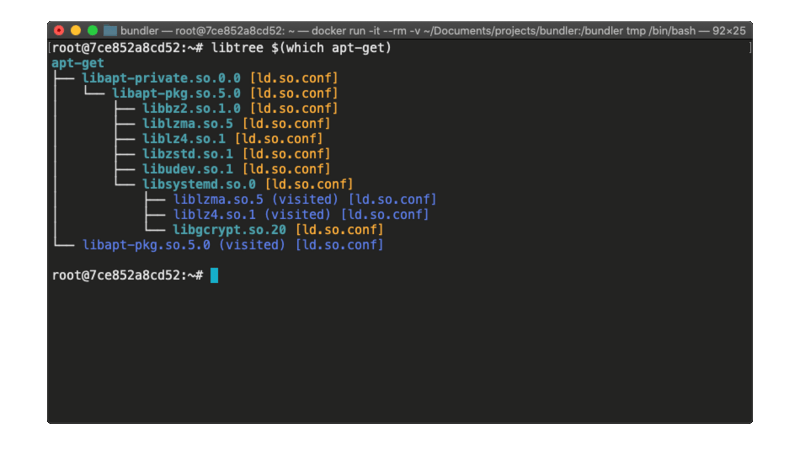 bundler — root@7ce852a8cd52: ~ — docker run -it --rm -v ~/Documents/projects/bundler:/bundler tmp /bin/bash — 92×25
[root@7ce852a8cd52:~# libtree $(which apt-get) ]
apt-get
├── libapt-private.so.0.0 [ld.so.conf]
│   └── libapt-pkg.so.5.0 [ld.so.conf]
│       ├── libbz2.so.1.0 [ld.so.conf]
│       ├── liblzma.so.5 [ld.so.conf]
│       ├── liblz4.so.1 [ld.so.conf]
│       ├── libzstd.so.1 [ld.so.conf]
│       ├── libudev.so.1 [ld.so.conf]
│       └── libsystemd.so.0 [ld.so.conf]
│           ├── liblzma.so.5 (visited) [ld.so.conf]
│           ├── liblz4.so.1 (visited) [ld.so.conf]
│           └── libgcrypt.so.20 [ld.so.conf]
└── libapt-pkg.so.5.0 (visited) [ld.so.conf]
root@7ce852a8cd52:~#